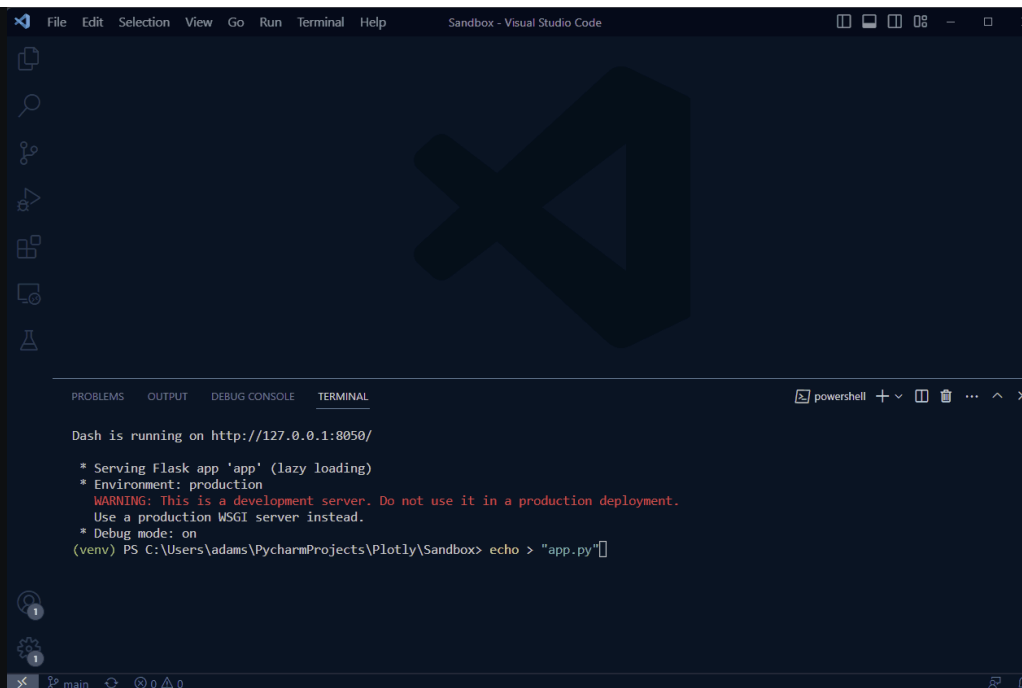 File Edit Selection View Go Run Terminal Help Sandbox - Visual Studio Code
PROBLEMS OUTPUT DEBUG CONSOLE TERMINAL powershell
Dash is running on http://127.0.0.1:8050/
* Serving Flask app 'app' (lazy loading)
* Environment: production
WARNING: This is a development server. Do not use it in a production deployment.
Use a production WSGI server instead.
* Debug mode: on
(venv) PS C:\Users\adams\PycharmProjects\Plotly\Sandbox> echo > "app.py"
1
1
main 0 0